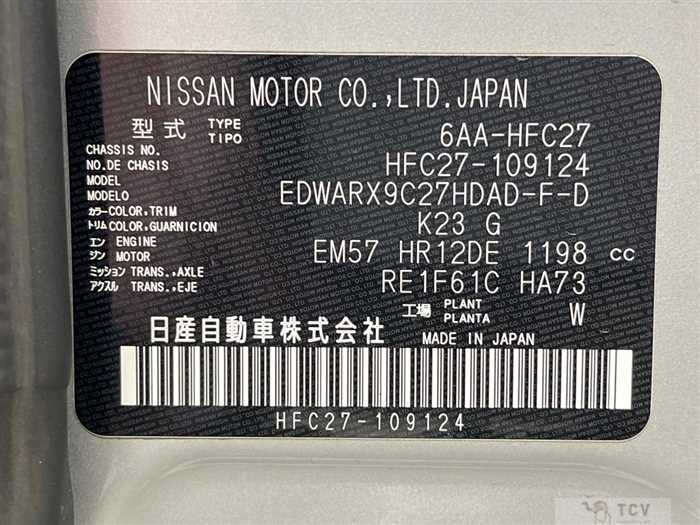 NISSAN MOTOR CO.,LTD.JAPAN
型式 TYPE TIPO 6AA-HFC27
CHASSIS NO.
NO.DE CHASIS HFC27-109124
MODEL
MODELO EDWARX9C27HDAD-F-D
カラー COLOR,TRIM
トリム COLOR,GUARNICION K23 G
エン ENGINE
ジン MOTOR EM57 HR12DE 1198 cc
ミッション TRANS.,AXLE
アクスル TRANS.,EJE RE1F61C HA73
工場 PLANT PLANTA W
日産自動車株式会社 MADE IN JAPAN
HFC27-109124
TCV